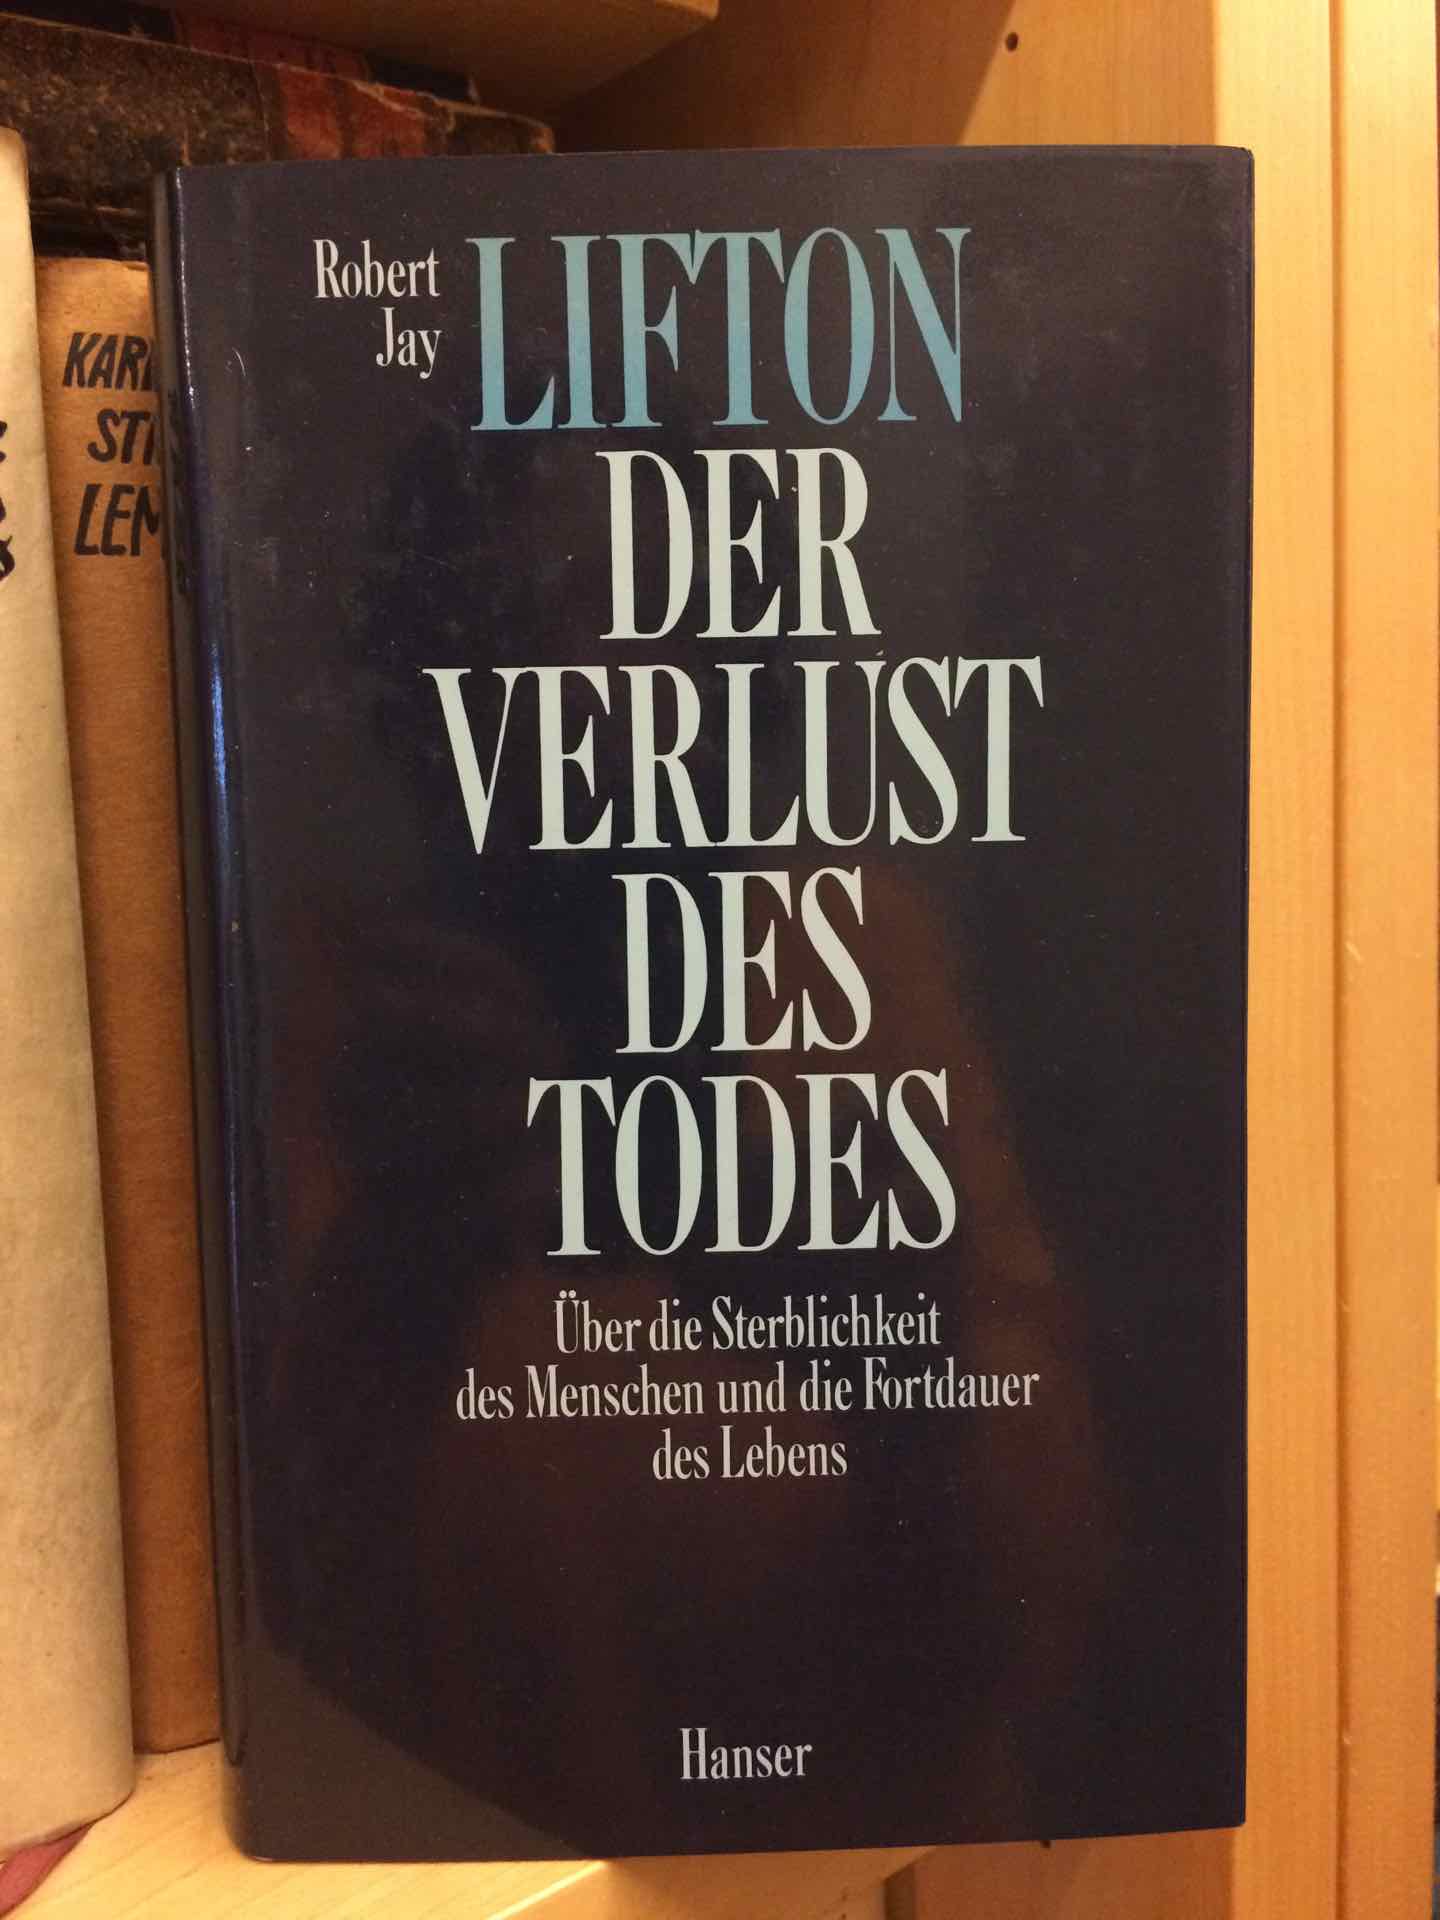 Robert
Jay
LIFTON
DER
VERLUST
DES
TODES
Über die Sterblichkeit
des Menschen und die Fortdauer
des Lebens
Hanser